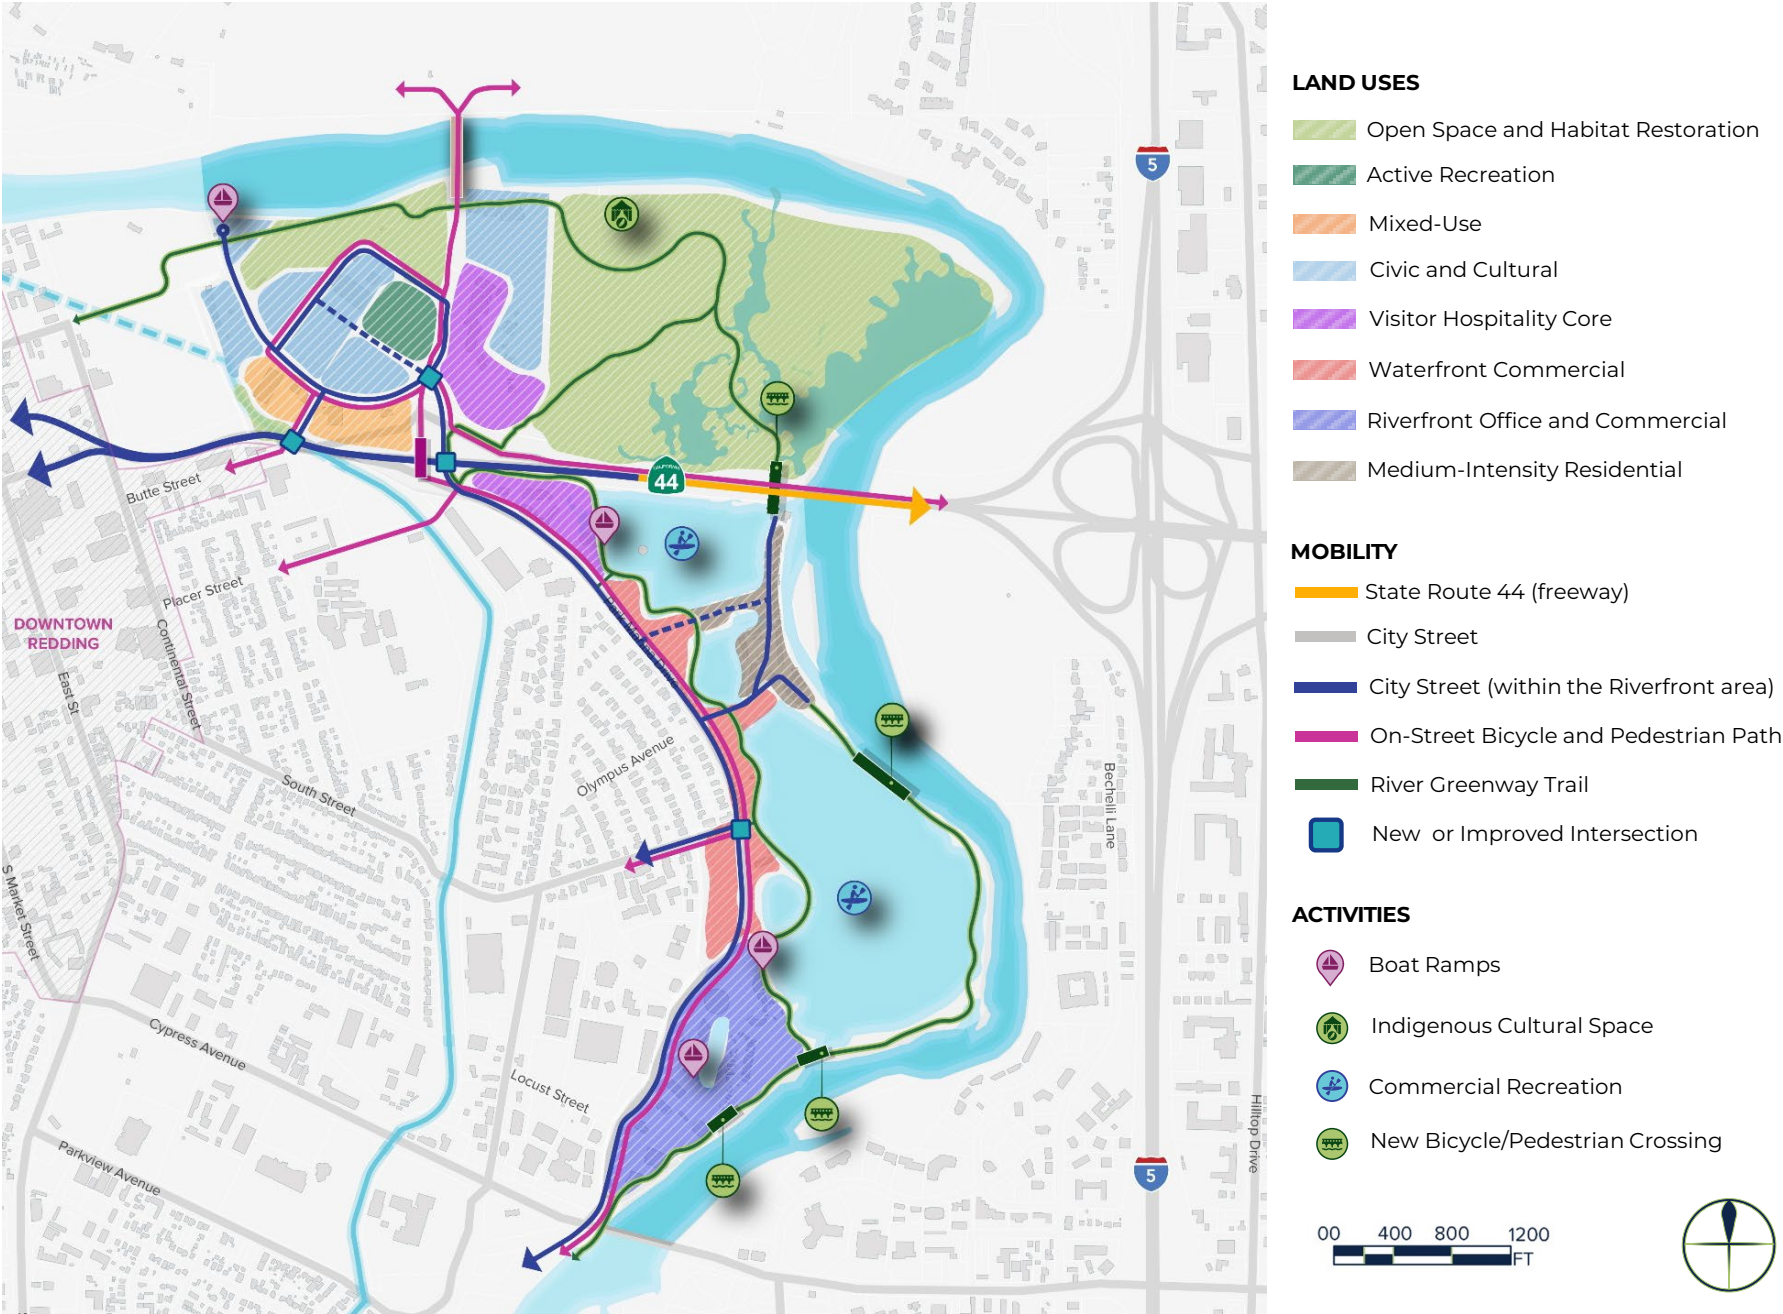 LAND USES
Open Space and Habitat Restoration
Active Recreation
Mixed-Use
Civic and Cultural
Visitor Hospitality Core
Waterfront Commercial
Riverfront Office and Commercial
Medium-Intensity Residential
MOBILITY
State Route 44 (freeway)
City Street
City Street (within the Riverfront area)
On-Street Bicycle and Pedestrian Path
River Greenway Trail
New or Improved Intersection
ACTIVITIES
Boat Ramps
Indigenous Cultural Space
Commercial Recreation
New Bicycle/Pedestrian Crossing
00 400 800 1200
FT
5
CALIFORNIA
44
Butte Street
Placer Street
DOWNTOWN
REDDING
Continental Street
East St
Park Marina Drive
Olympus Avenue
South Street
S Market Street
Bechelli Lane
Cypress Avenue
Locust Street
Parkview Avenue
Hilltop Drive
5